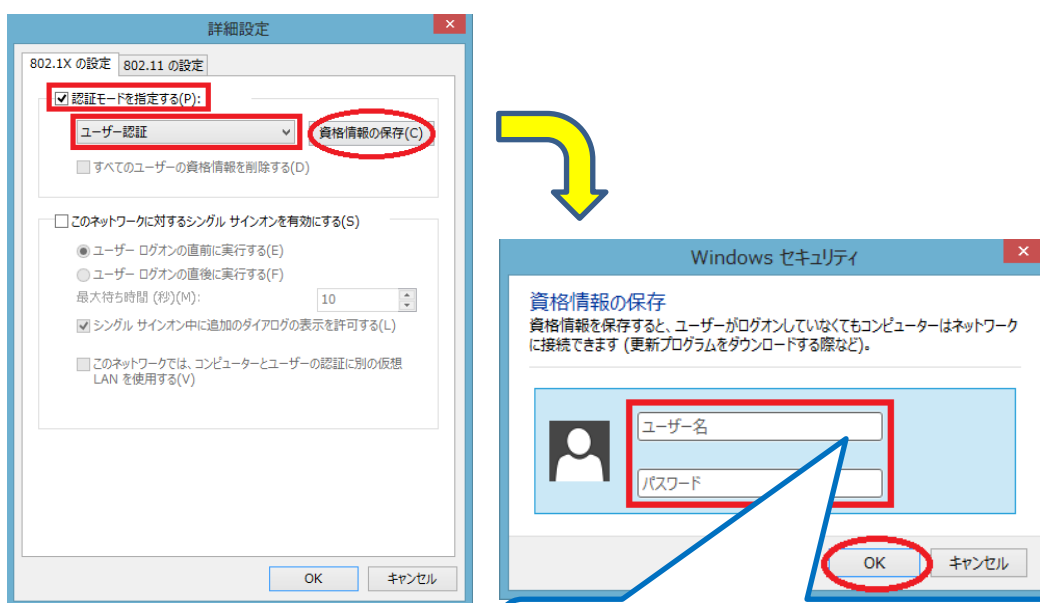 詳細設定
802.1X の設定
802.11 の設定
認証モードを指定する(P):
ユーザー認証
資格情報の保存(C)
すべてのユーザーの資格情報を削除する(D)
このネットワークに対するシングル サインオンを有効にする(S)
ユーザー ログオンの直前に実行する(E)
ユーザー ログオンの直後に実行する(F)
最大待ち時間 (秒)(M):
10
シングル サインオン中に追加のダイアログの表示を許可する(L)
このネットワークでは、コンピューターとユーザーの認証に別の仮想
LAN を使用する(V)
OK
キャンセル
Windows セキュリティ
資格情報の保存
資格情報を保存すると、ユーザーがログオンしていなくてもコンピューターはネットワーク
に接続できます (更新プログラムをダウンロードする際など)。
ユーザー名
パスワード
OK
キャンセル